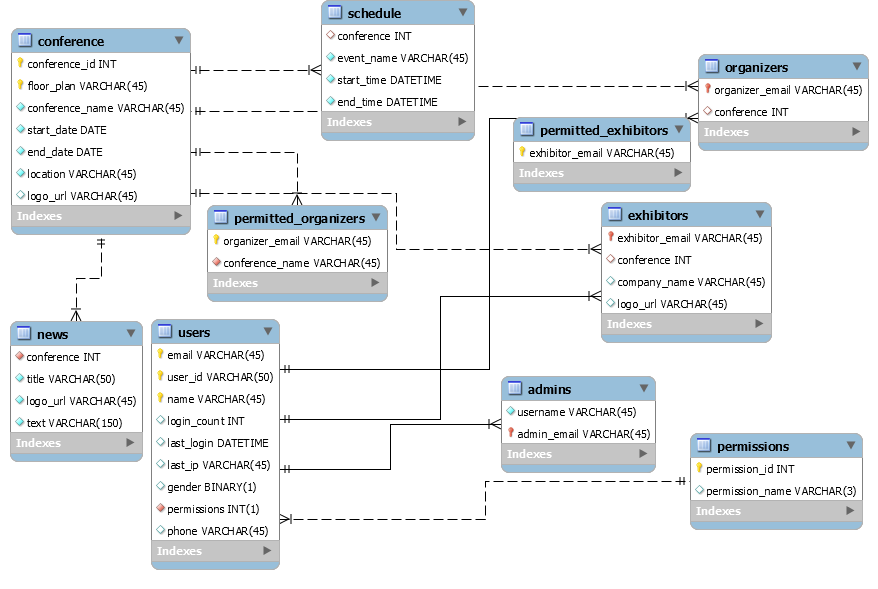 conference
conference_id INT
floor_plan VARCHAR(45)
conference_name VARCHAR(45)
start_date DATE
end_date DATE
location VARCHAR(45)
logo_url VARCHAR(45)
Indexes
schedule
conference INT
event_name VARCHAR(45)
start_time DATETIME
end_time DATETIME
Indexes
organizers
organizer_email VARCHAR(45)
conference INT
Indexes
permitted_exhibitors
exhibitor_email VARCHAR(45)
Indexes
permitted_organizers
organizer_email VARCHAR(45)
conference_name VARCHAR(45)
Indexes
exhibitors
exhibitor_email VARCHAR(45)
conference INT
company_name VARCHAR(45)
logo_url VARCHAR(45)
Indexes
news
conference INT
title VARCHAR(50)
logo_url VARCHAR(45)
text VARCHAR(150)
Indexes
users
email VARCHAR(45)
user_id VARCHAR(50)
name VARCHAR(45)
login_count INT
last_login DATETIME
last_ip VARCHAR(45)
gender BINARY(1)
permissions INT(1)
phone VARCHAR(45)
Indexes
admins
username VARCHAR(45)
admin_email VARCHAR(45)
Indexes
permissions
permission_id INT
permission_name VARCHAR(3)
Indexes